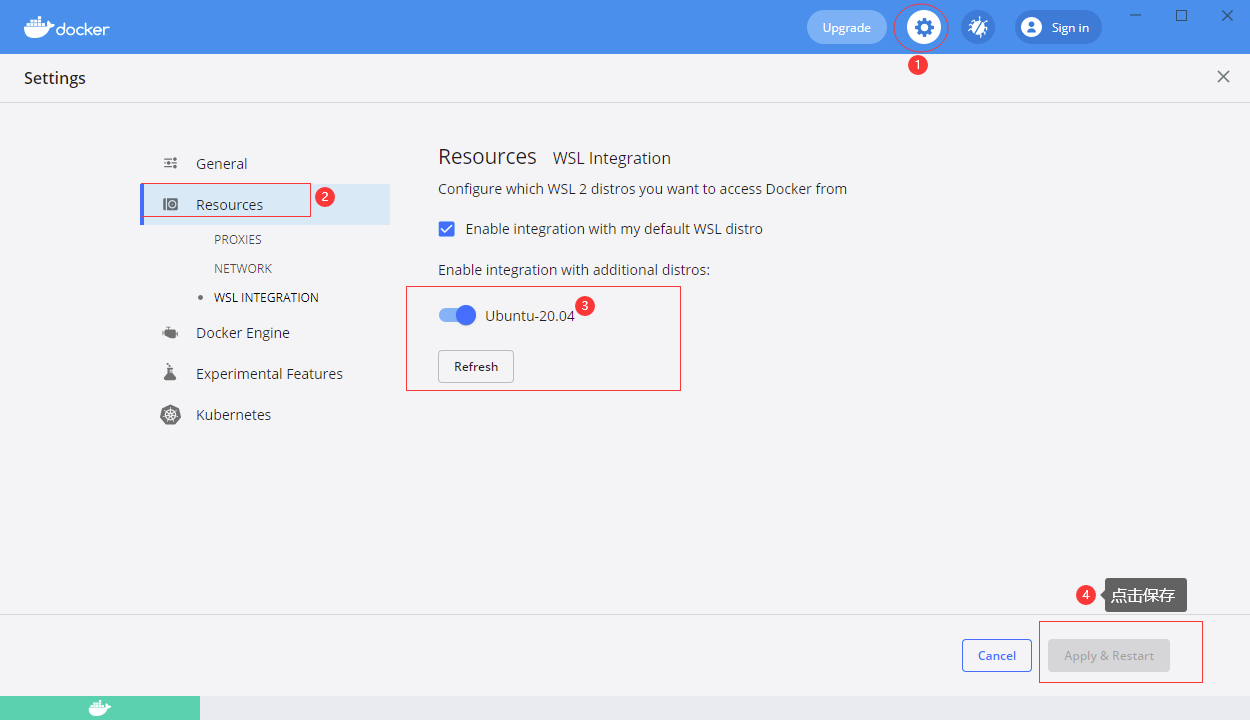 docker
Upgrade
Sign in
1
Settings
General
Resources
2
PROXIES
NETWORK
WSL INTEGRATION
Docker Engine
Experimental Features
Kubernetes
Resources WSL Integration
Configure which WSL 2 distros you want to access Docker from
Enable integration with my default WSL distro
Enable integration with additional distros:
Ubuntu-20.04
3
Refresh
4
点击保存
Cancel
Apply & Restart